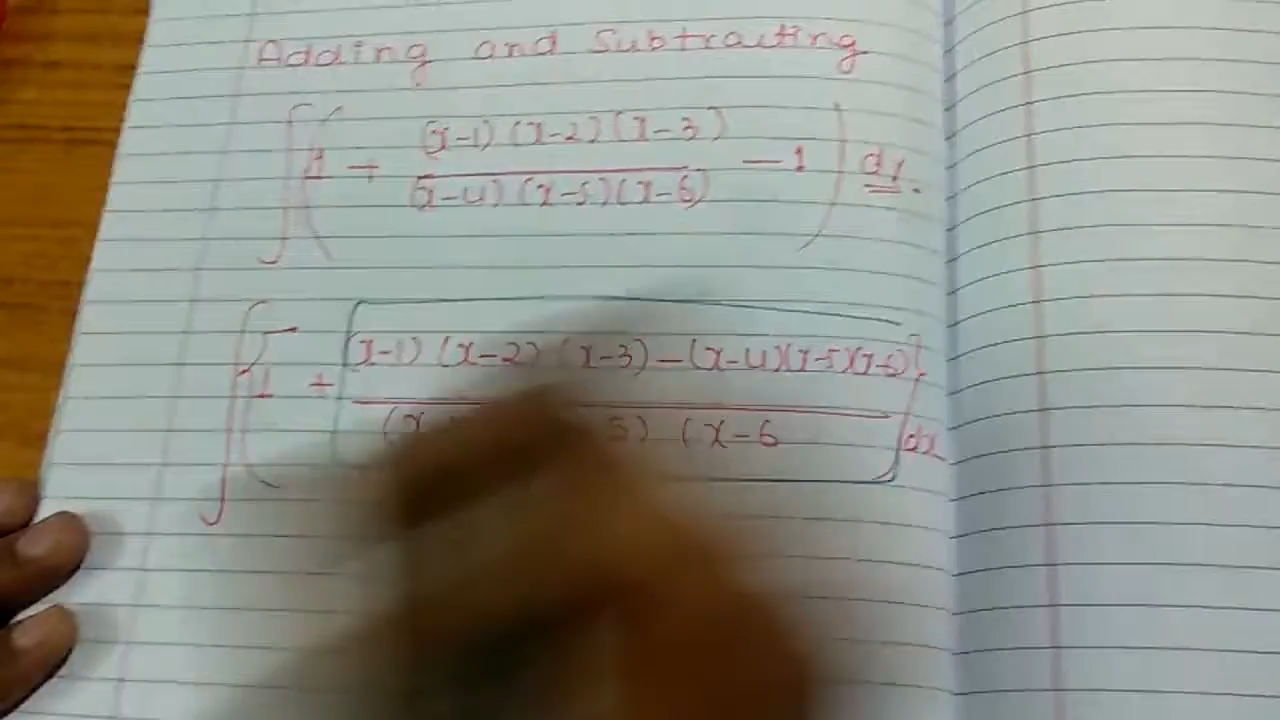 Adding and Subtracting
∫(1 + (x-1)(x-2)(x-3) / (x-4)(x-5)(x-6) - 1) dx.
∫(1 + [(x-1)(x-2)(x-3) - (x-4)(x-5)(x-6) / (x 5) (x-6] dx